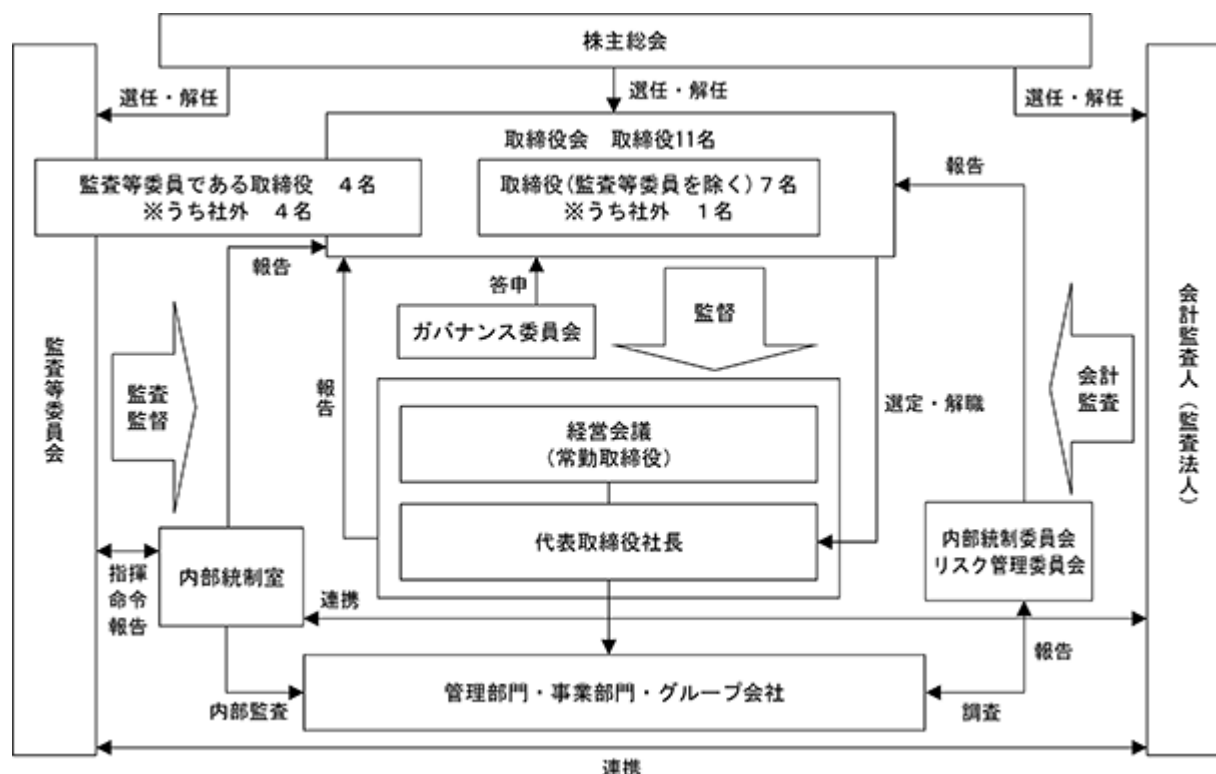 株主総会
選任・解任
選任・解任
選任・解任
取締役会 取締役11名
監査等委員である取締役 4名
※うち社外 4名
取締役(監査等委員を除く)7名
※うち社外 1名
報告
報告
答申
ガバナンス委員会
監督
監査等委員会
監査
監督
報告
経営会議
(常勤取締役)
選定・解職
会計
監査
会計監査人(監査法人)
代表取締役社長
内部統制室
内部統制委員会
リスク管理委員会
指揮
命令
報告
連携
報告
管理部門・事業部門・グループ会社
内部監査
調査
連携